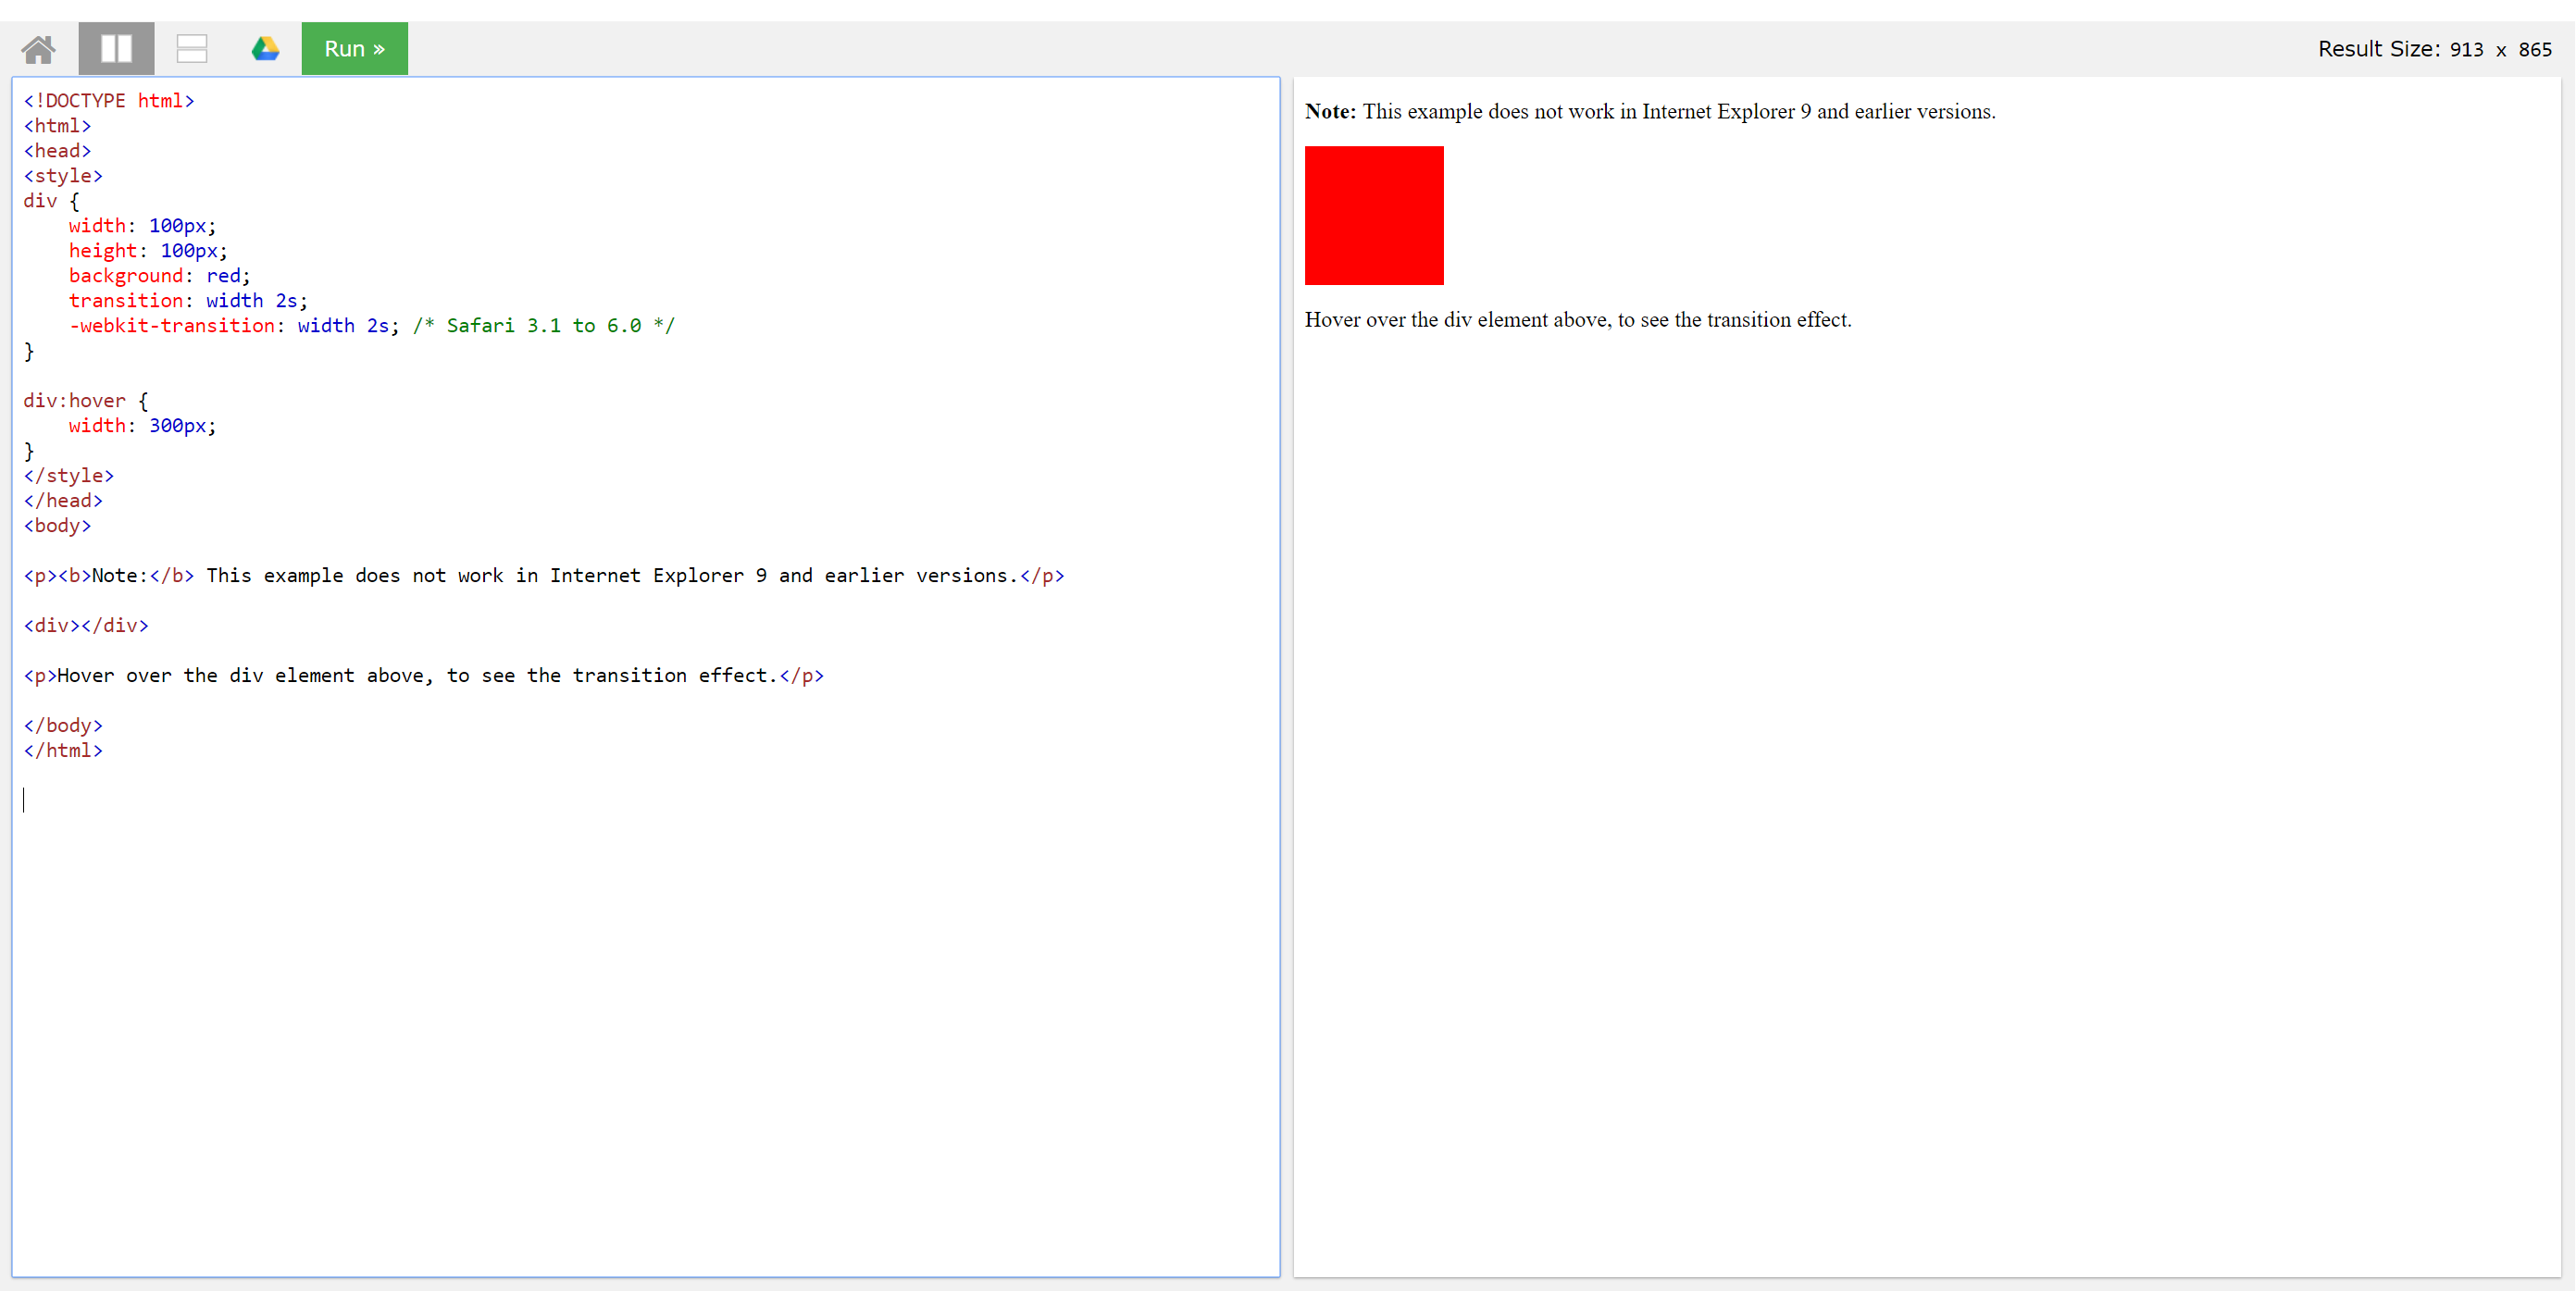 Run »
Result Size: 913 x 865
<!DOCTYPE html>
<html>
<head>
<style>
div {
    width: 100px;
    height: 100px;
    background: red;
    transition: width 2s;
    -webkit-transition: width 2s; /* Safari 3.1 to 6.0 */
}
div:hover {
    width: 300px;
}
</style>
</head>
<body>
<p><b>Note:</b> This example does not work in Internet Explorer 9 and earlier versions.</p>
<div></div>
<p>Hover over the div element above, to see the transition effect.</p>
</body>
</html>
Note: This example does not work in Internet Explorer 9 and earlier versions.
Hover over the div element above, to see the transition effect.